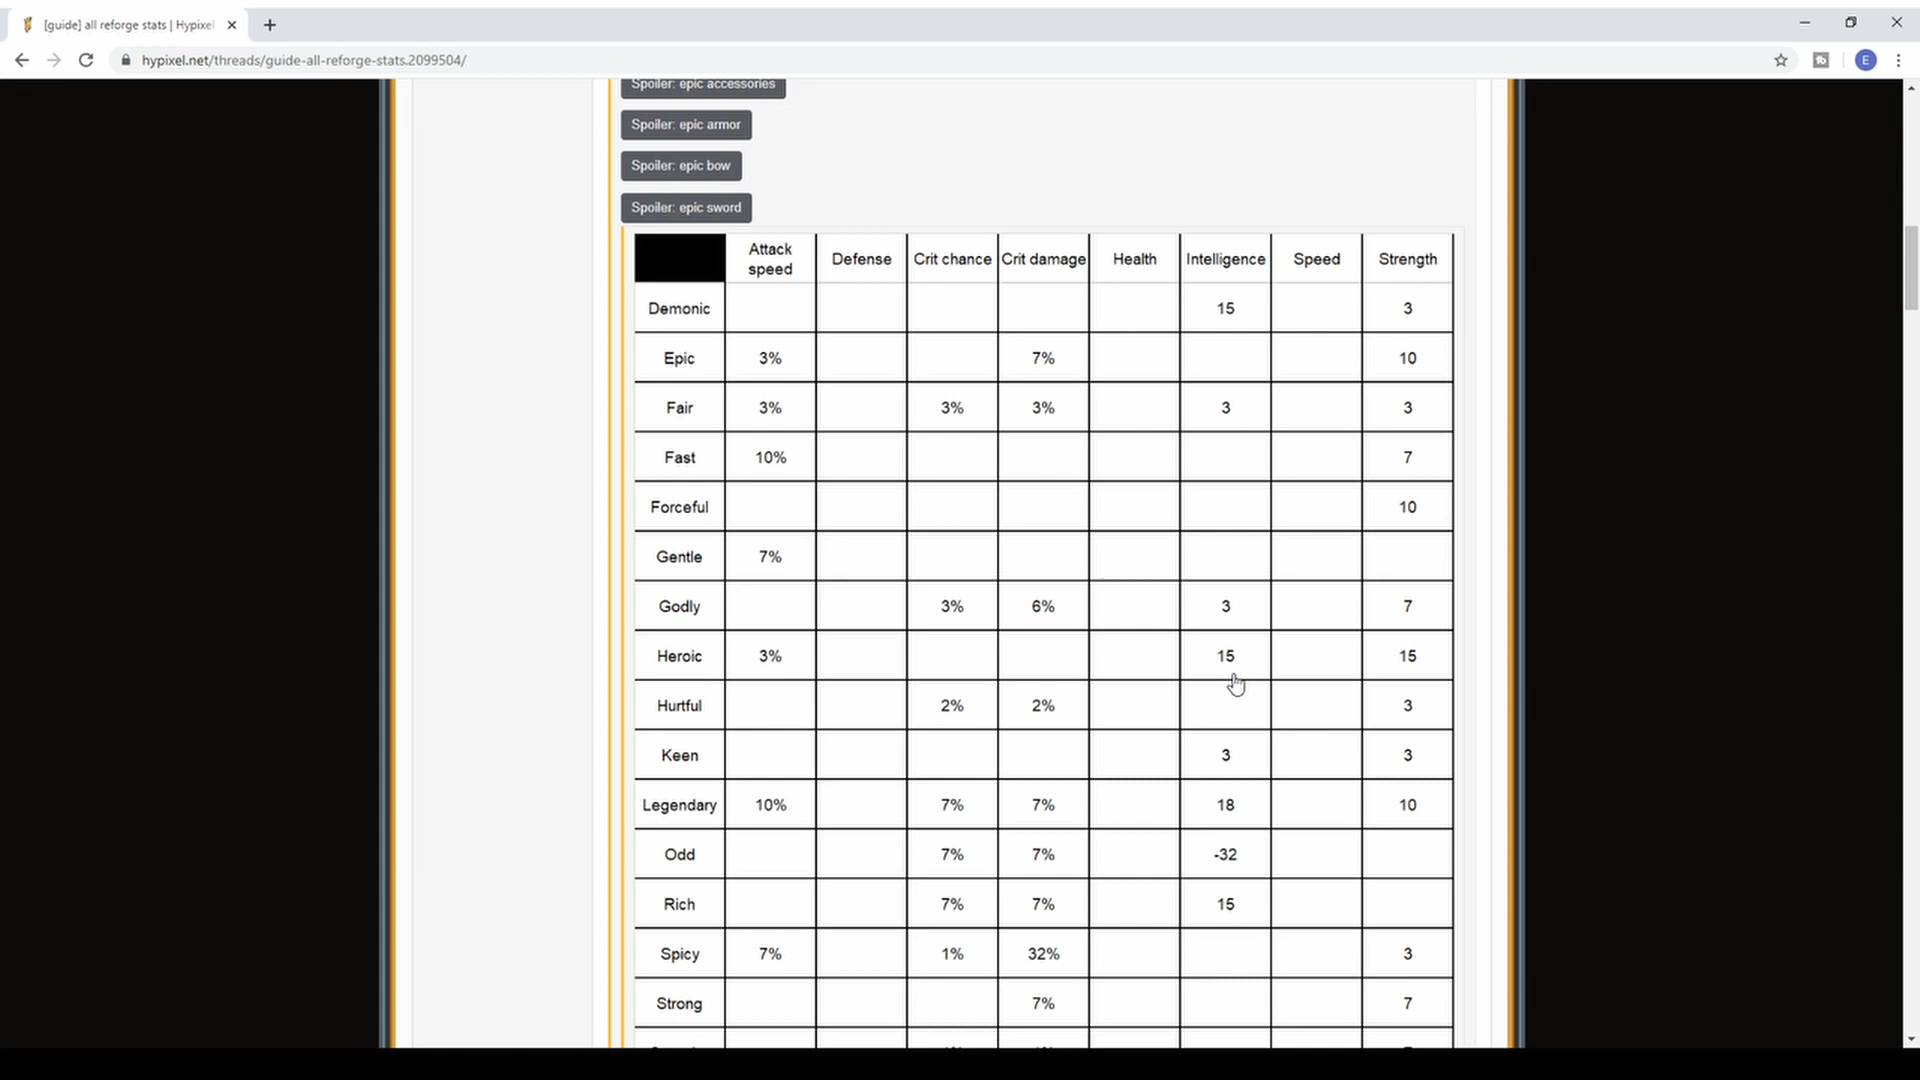 [guide] all reforge stats | Hypixel
hypixel.net/threads/guide-all-reforge-stats.2099504/
E
Spoiler: epic accessories
Spoiler: epic armor
Spoiler: epic bow
Spoiler: epic sword
Attack speed Defense Crit chance Crit damage Health Intelligence Speed Strength
Demonic 15 3
Epic 3% 7% 10
Fair 3% 3% 3% 3 3
Fast 10% 7
Forceful 10
Gentle 7%
Godly 3% 6% 3 7
Heroic 3% 15 15
Hurtful 2% 2% 3
Keen 3 3
Legendary 10% 7% 7% 18 10
Odd 7% 7% -32
Rich 7% 7% 15
Spicy 7% 1% 32% 3
Strong 7% 7